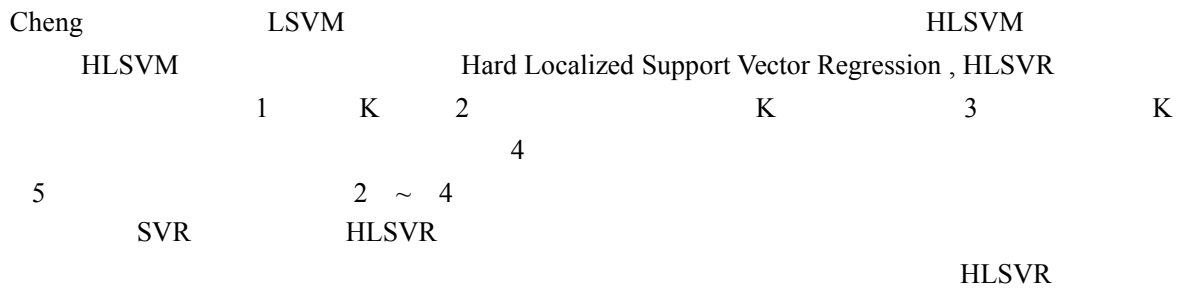 Cheng LSVM HLSVM
HLSVM Hard Localized Support Vector Regression , HLSVR
1 K 2 K 3 K
4
5 2 ~ 4
SVR HLSVR
HLSVR